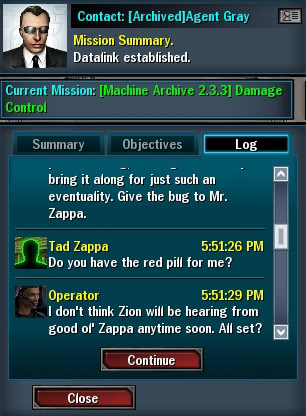 Contact: [Archived]Agent Gray
Mission Summary.
Datalink established.
Current Mission: [Machine Archive 2.3.3] Damage
Control
Summary
Objectives
Log
bring it along for just such an
eventuality. Give the bug to Mr.
Zappa.
Tad Zappa 5:51:26 PM
Do you have the red pill for me?
Operator 5:51:29 PM
I don't think Zion will be hearing from
good ol' Zappa anytime soon. All set?
Continue
Close